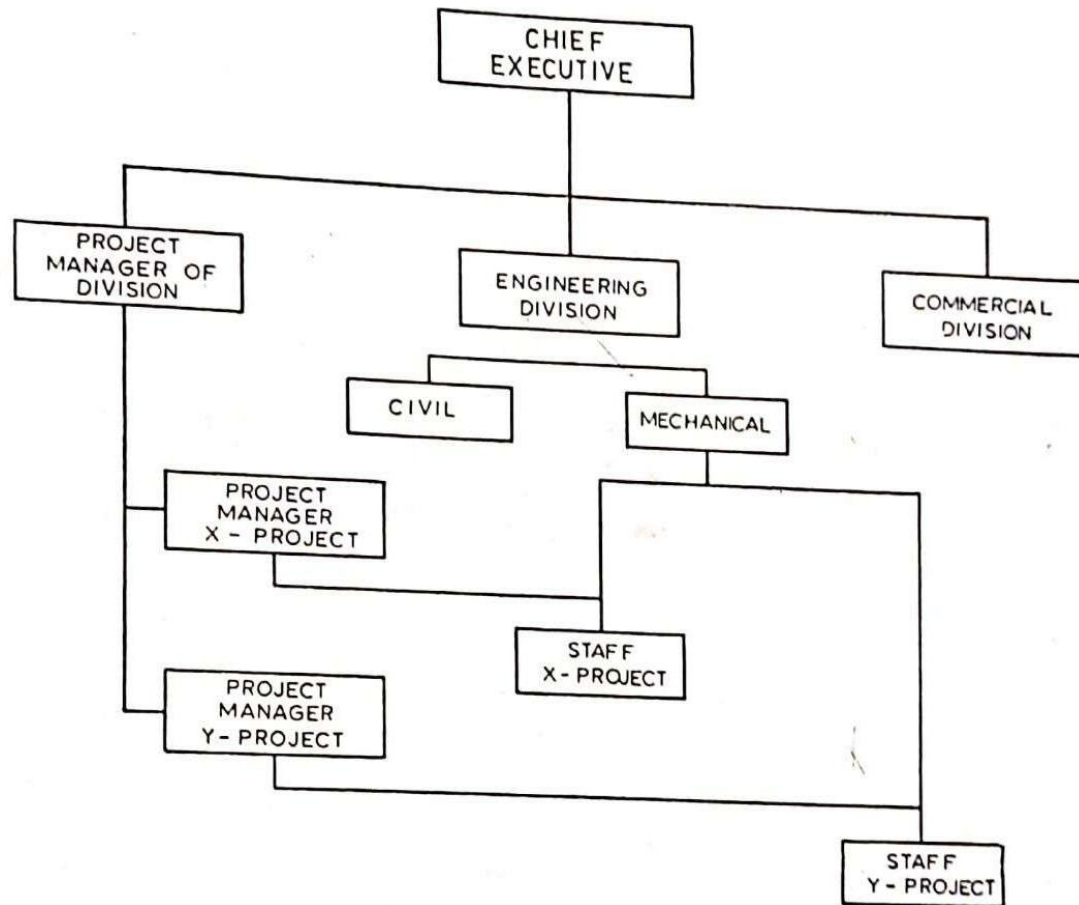 CHIEF
EXECUTIVE
PROJECT
MANAGER OF
DIVISION
ENGINEERING
DIVISION
COMMERCIAL
DIVISION
CIVIL
MECHANICAL
PROJECT
MANAGER
X - PROJECT
STAFF
X - PROJECT
PROJECT
MANAGER
Y - PROJECT
STAFF
Y - PROJECT